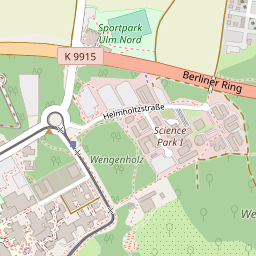 Sportpark
Ulm Nord
K 9915
Berliner Ring
Helmholtzstraße
Science
Park I
Wengenholz
We